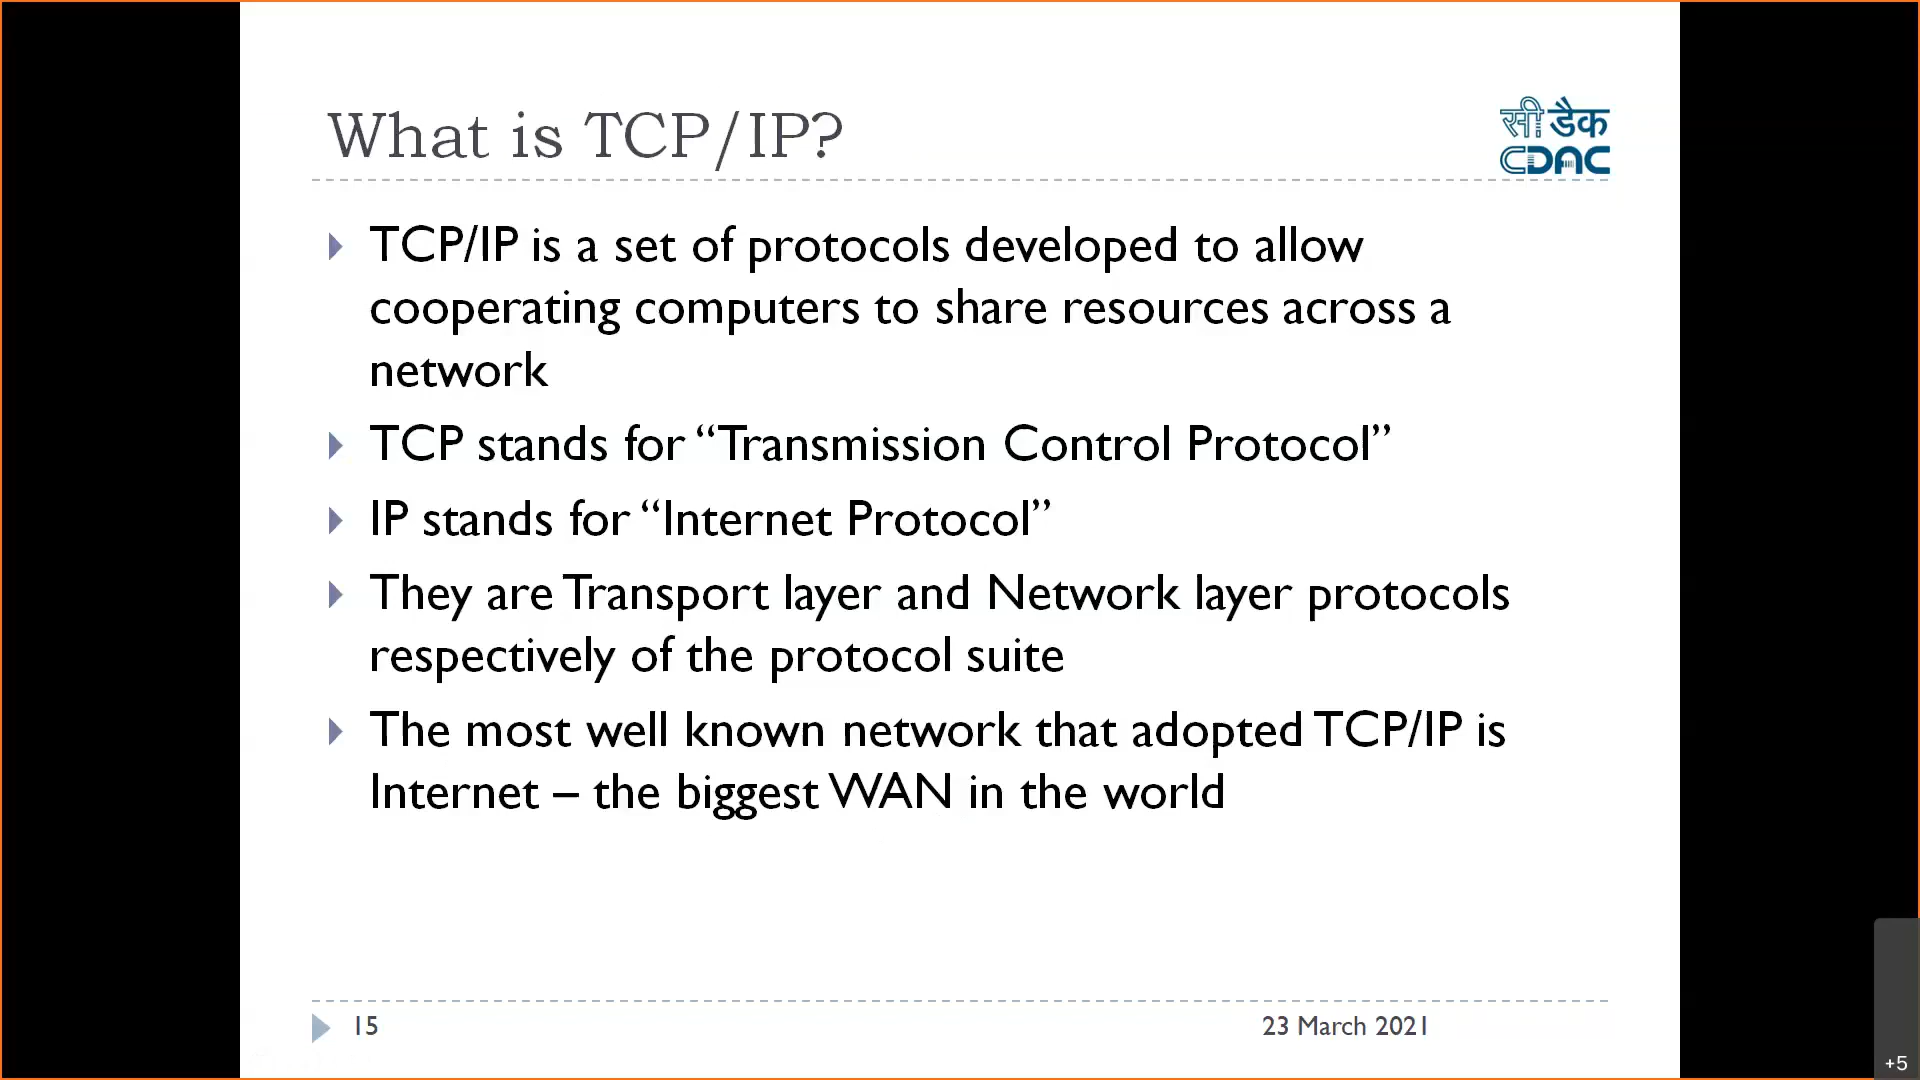 What is TCP/IP?
सी डैक
CDAC
TCP/IP is a set of protocols developed to allow
cooperating computers to share resources across a
network
TCP stands for “Transmission Control Protocol”
IP stands for “Internet Protocol”
They are Transport layer and Network layer protocols
respectively of the protocol suite
The most well known network that adopted TCP/IP is
Internet – the biggest WAN in the world
15
23 March 2021
+5